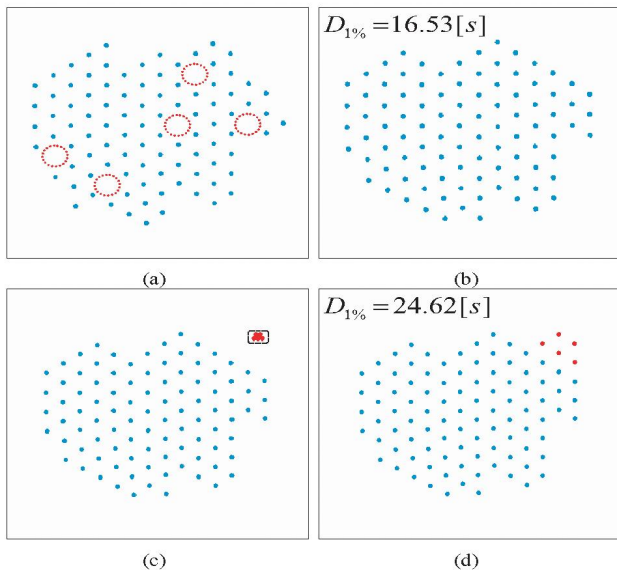 D1% = 16.53[s]
(a)
(b)
D1% = 24.62[s]
(c)
(d)